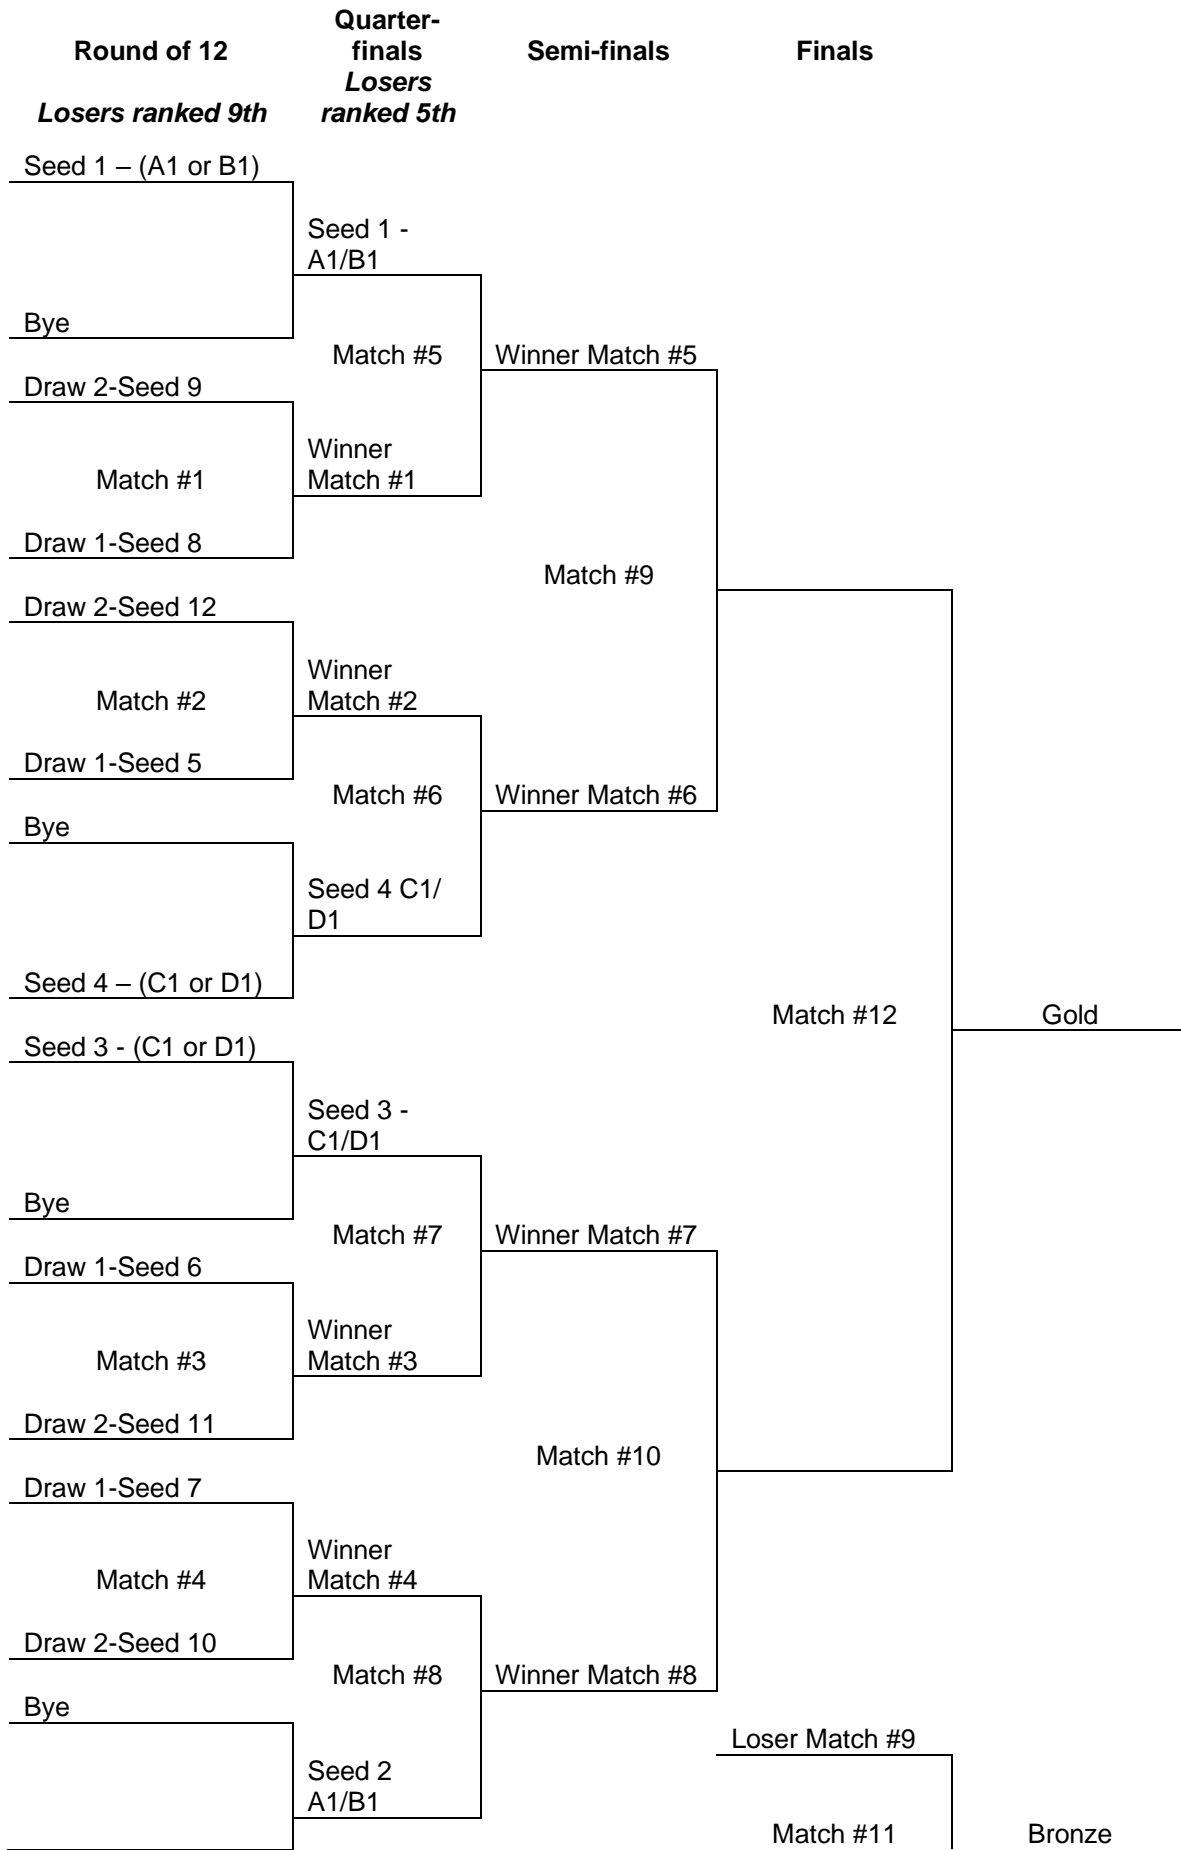 Quarter-
Round of 12 finals Semi-finals Finals
Losers
Losers ranked 9th ranked 5th
Seed 1 – (A1 or B1)
Seed 1 -
A1/B1
Bye
Match #5 Winner Match #5
Draw 2-Seed 9
Winner
Match #1 Match #1
Draw 1-Seed 8
Match #9
Draw 2-Seed 12
Winner
Match #2 Match #2
Draw 1-Seed 5
Match #6 Winner Match #6
Bye
Seed 4 C1/
D1
Seed 4 – (C1 or D1)
Match #12 Gold
Seed 3 - (C1 or D1)
Seed 3 -
C1/D1
Bye
Match #7 Winner Match #7
Draw 1-Seed 6
Winner
Match #3 Match #3
Draw 2-Seed 11
Match #10
Draw 1-Seed 7
Winner
Match #4 Match #4
Draw 2-Seed 10
Match #8 Winner Match #8
Bye
Loser Match #9
Seed 2
A1/B1
Match #11 Bronze